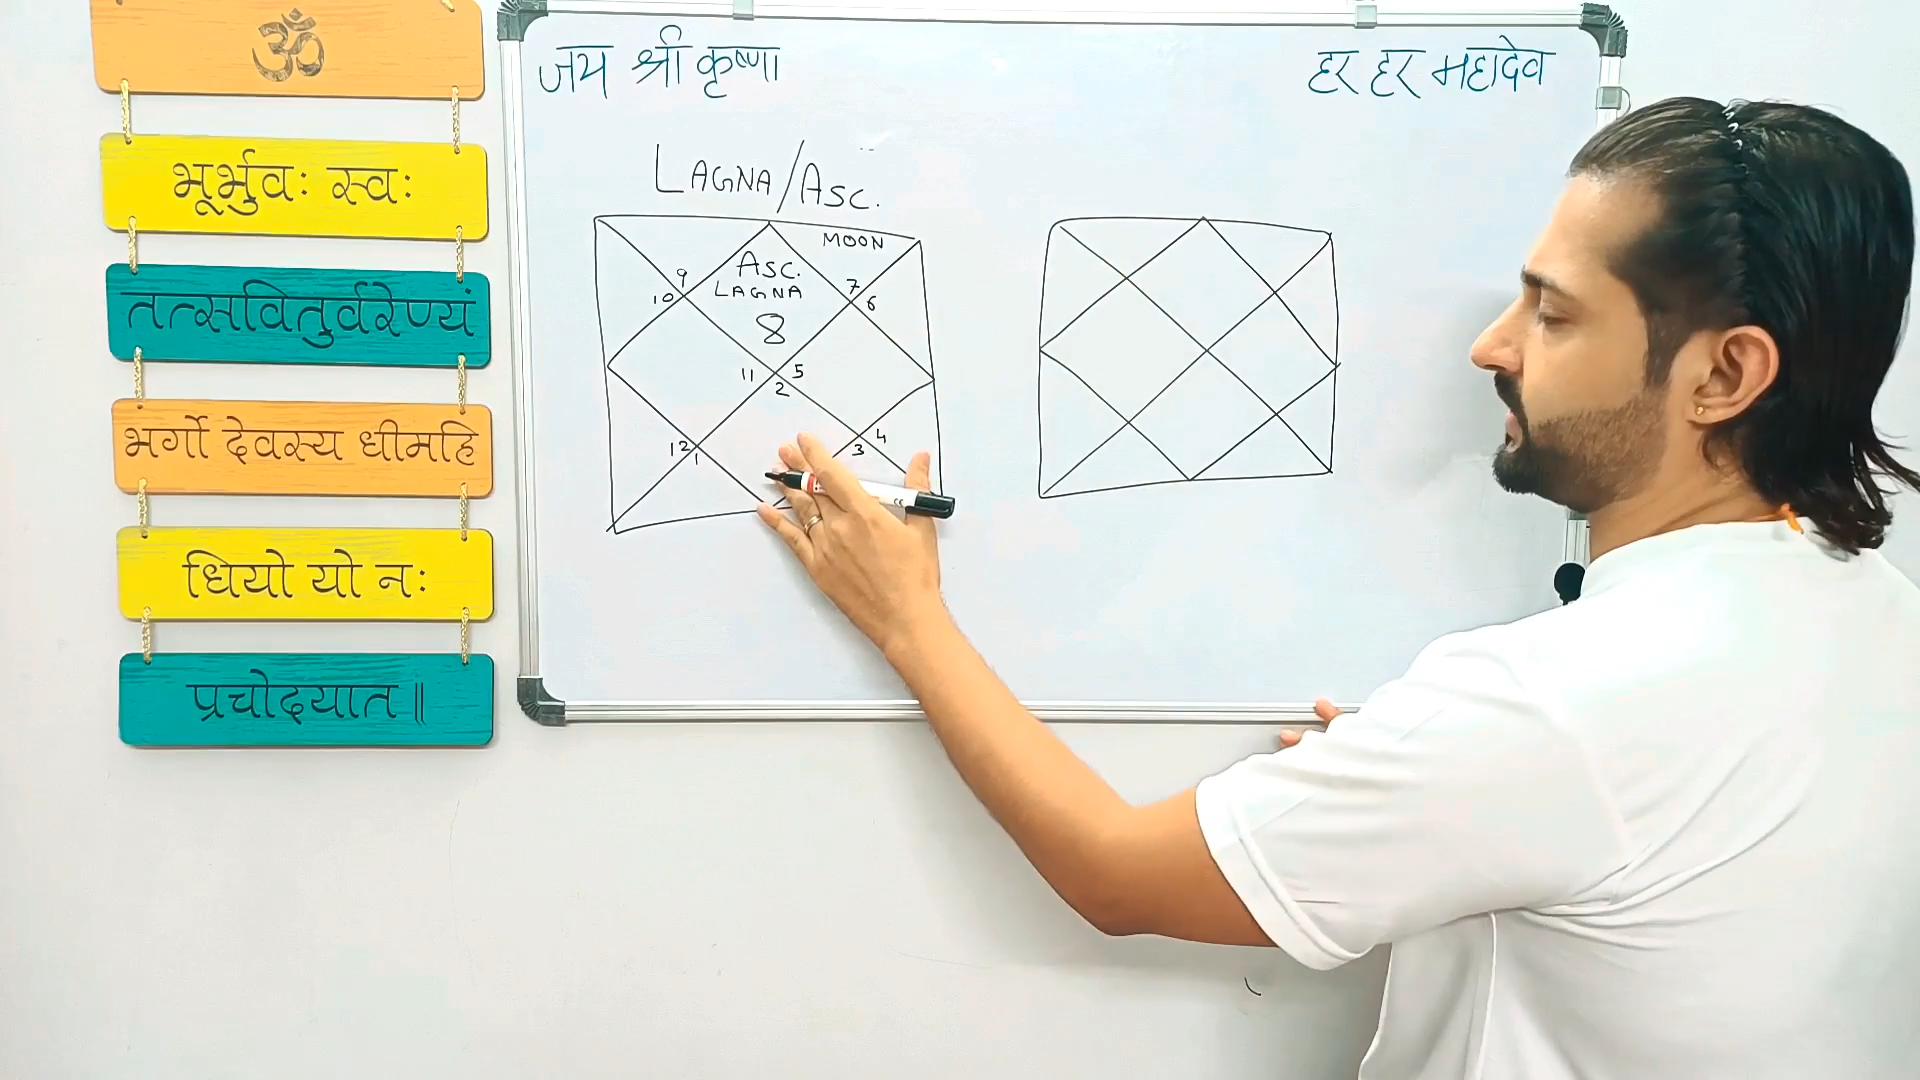 ॐ
भूर्भुवः स्वः
तत्सवितुर्वरेण्यं
भर्गो देवस्य धीमहि
धियो यो नः
प्रचोदयात॥
जय श्री कृष्णा
हर हर महादेव
LAGNA/ASC.
MOON
ASC.
LAGNA
8
9
10
7
6
11
5
2
12
1
4
3